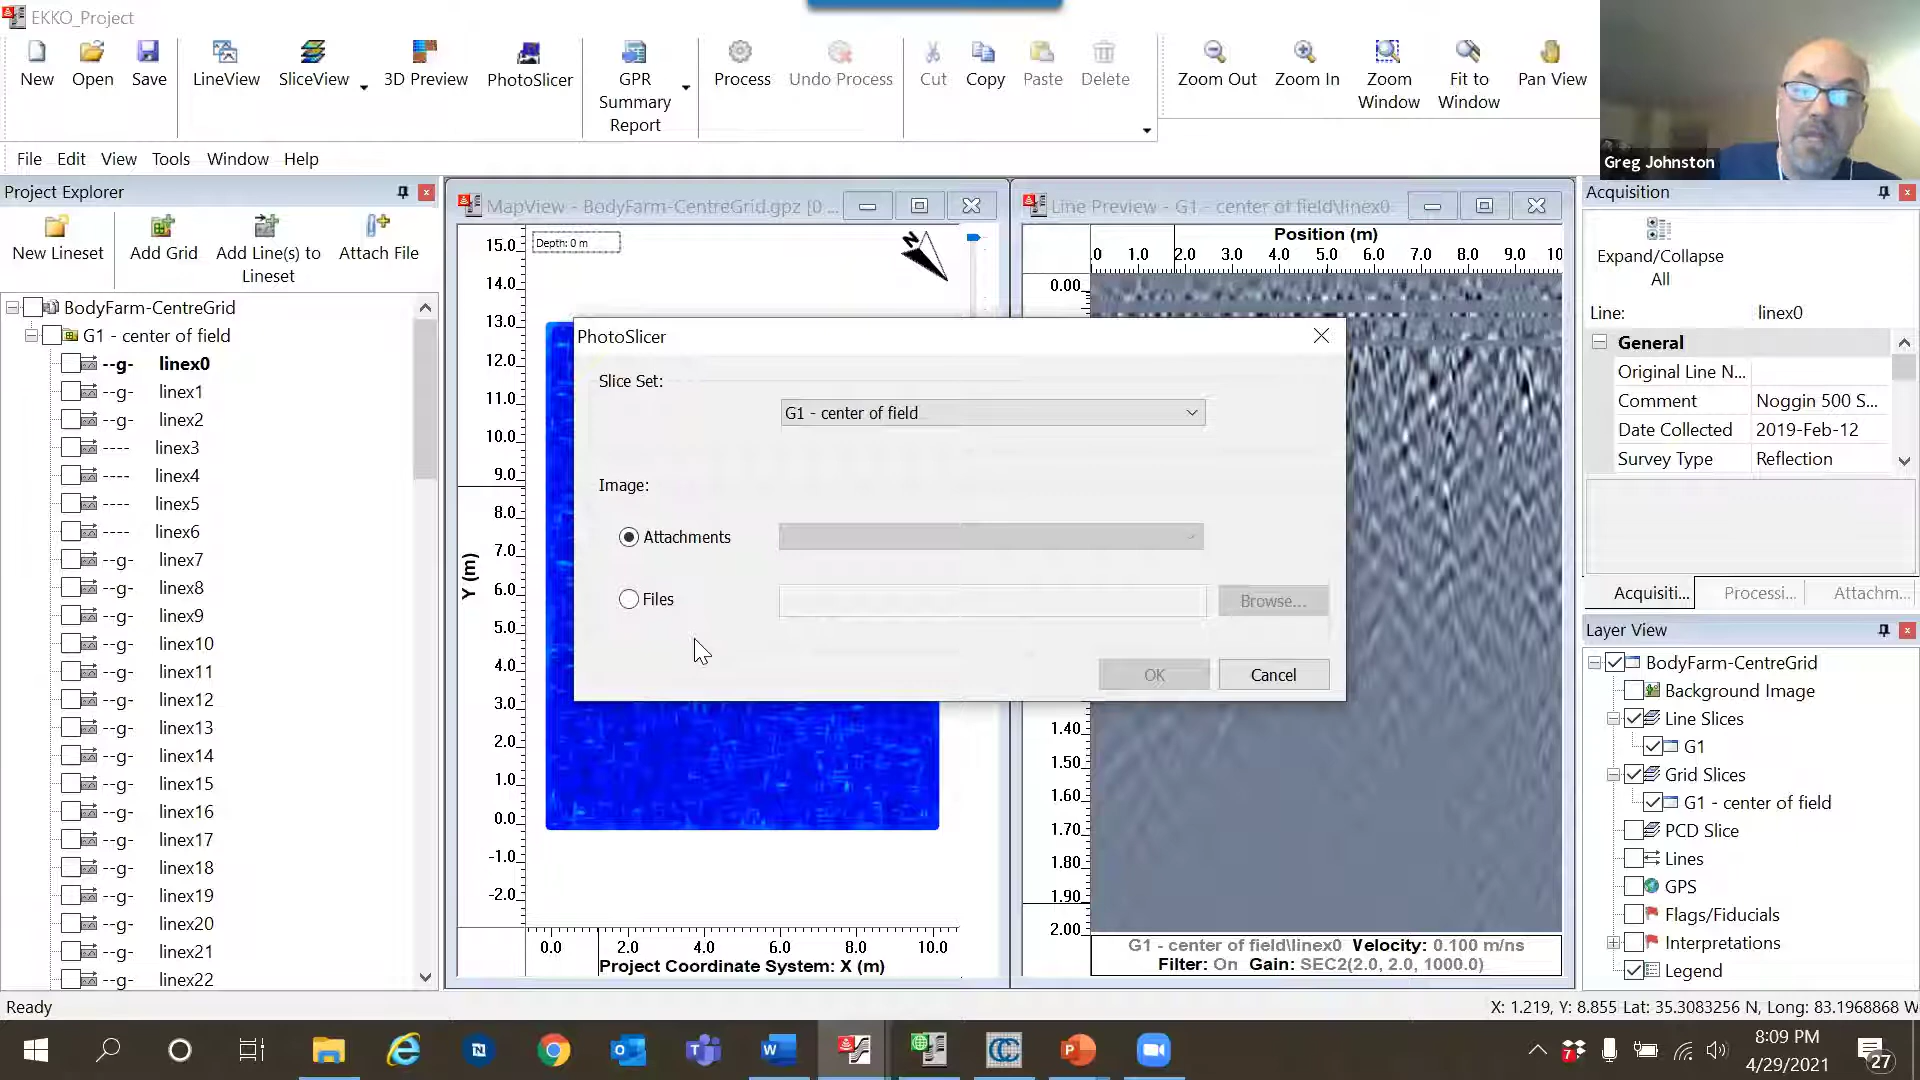 EKKO_Project
New
Open
Save
LineView
SliceView
3D Preview
PhotoSlicer
GPR
Summary
Report
Process
Undo Process
Cut
Copy
Paste
Delete
Zoom Out
Zoom In
Zoom
Window
Fit to
Window
Pan View
Greg Johnston
File Edit View Tools Window Help
Project Explorer
New Lineset
Add Grid
Add Line(s) to
Lineset
Attach File
BodyFarm-CentreGrid
G1 - center of field
--g- linex0
--g- linex1
--g- linex2
---- linex3
---- linex4
---- linex5
---- linex6
--g- linex7
--g- linex8
--g- linex9
--g- linex10
--g- linex11
--g- linex12
--g- linex13
--g- linex14
--g- linex15
--g- linex16
--g- linex17
--g- linex18
--g- linex19
--g- linex20
--g- linex21
--g- linex22
MapView - BodyFarm-CentreGrid.gpz [0 ...
Depth: 0 m
N
15.0
14.0
13.0
12.0
11.0
10.0
9.0
8.0
7.0
6.0
5.0
4.0
3.0
2.0
1.0
0.0
-1.0
-2.0
Y (m)
0.0 2.0 4.0 6.0 8.0 10.0
Project Coordinate System: X (m)
Line Preview - G1 - center of field\linex0
Position (m)
.0 1.0 2.0 3.0 4.0 5.0 6.0 7.0 8.0 9.0 10
0.00
1.40
1.50
1.60
1.70
1.80
1.90
2.00
G1 - center of field\linex0 Velocity: 0.100 m/ns
Filter: On Gain: SEC2(2.0, 2.0, 1000.0)
PhotoSlicer
Slice Set:
G1 - center of field
Image:
Attachments
Files
Browse...
OK
Cancel
Acquisition
Expand/Collapse
All
Line: linex0
General
Original Line N...
Comment Noggin 500 S...
Date Collected 2019-Feb-12
Survey Type Reflection
Acquisiti... Processi... Attachm...
Layer View
BodyFarm-CentreGrid
Background Image
Line Slices
G1
Grid Slices
G1 - center of field
PCD Slice
Lines
GPS
Flags/Fiducials
Interpretations
Legend
Ready
X: 1.219, Y: 8.855 Lat: 35.3083256 N, Long: 83.1968868 W
8:09 PM
4/29/2021
27